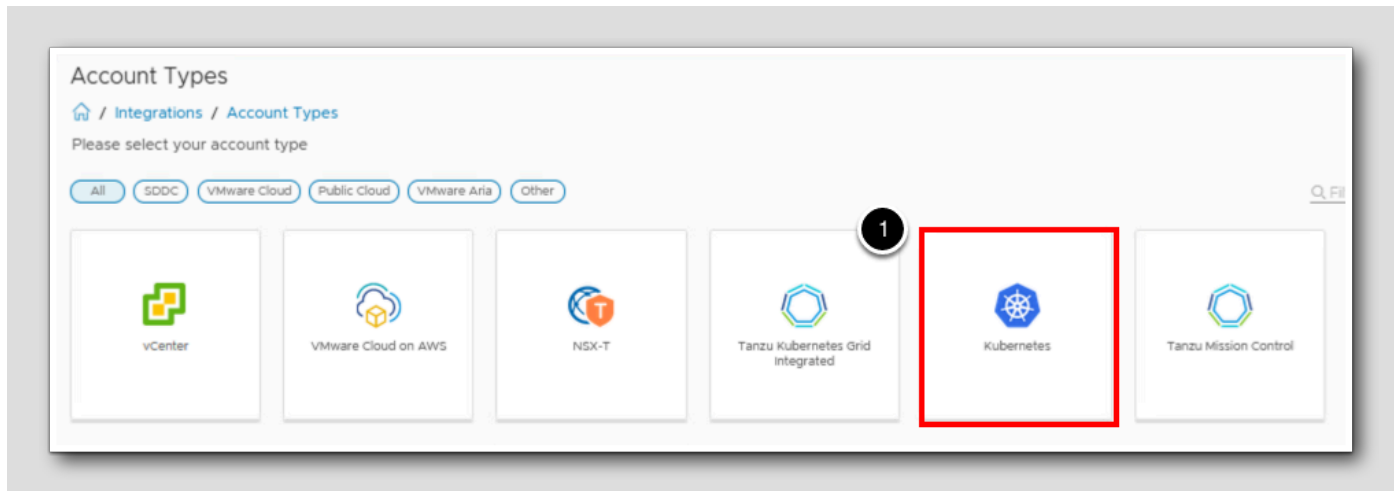 Account Types
/ Integrations / Account Types
Please select your account type
All SDDC VMware Cloud Public Cloud VMware Aria Other
1
vCenter
VMware Cloud on AWS
T
NSX-T
Tanzu Kubernetes Grid
Integrated
Kubernetes
Tanzu Mission Control